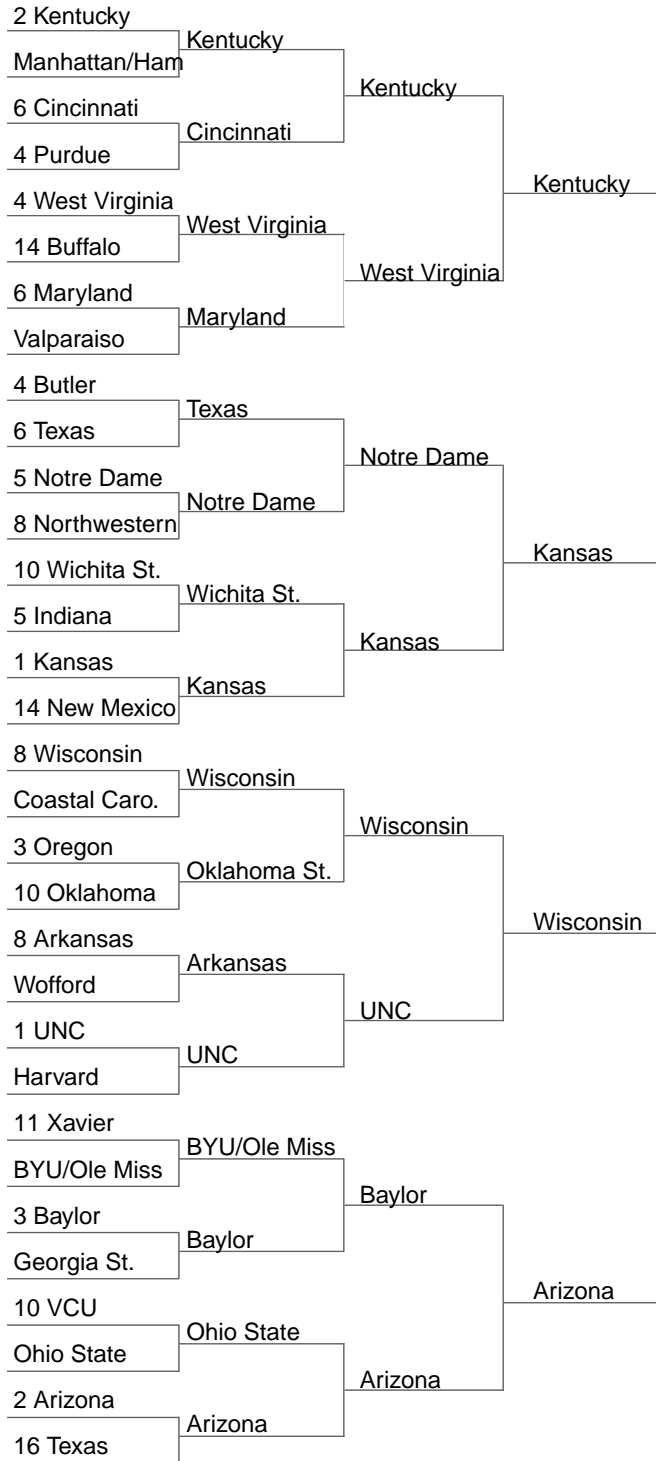 2 Kentucky
Manhattan/Ham
6 Cincinnati
4 Purdue
4 West Virginia
14 Buffalo
6 Maryland
Valparaiso
4 Butler
6 Texas
5 Notre Dame
8 Northwestern
10 Wichita St.
5 Indiana
1 Kansas
14 New Mexico
8 Wisconsin
Coastal Caro.
3 Oregon
10 Oklahoma
8 Arkansas
Wofford
1 UNC
Harvard
11 Xavier
BYU/Ole Miss
3 Baylor
Georgia St.
10 VCU
Ohio State
2 Arizona
16 Texas
Kentucky
Cincinnati
West Virginia
Maryland
Texas
Notre Dame
Wichita St.
Kansas
Wisconsin
Oklahoma St.
Arkansas
UNC
BYU/Ole Miss
Baylor
Ohio State
Arizona
Kentucky
West Virginia
Notre Dame
Kansas
Wisconsin
UNC
Baylor
Arizona
Kentucky
Kansas
Wisconsin
Arizona